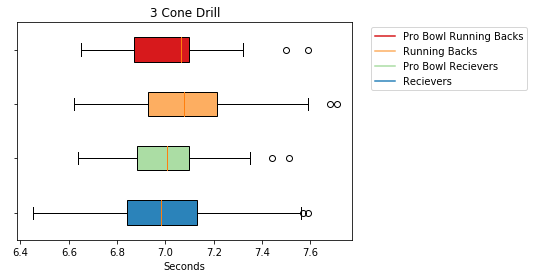 3 Cone Drill
Pro Bowl Running Backs
Running Backs
Pro Bowl Recievers
Recievers
6.4 6.6 6.8 7.0 7.2 7.4 7.6
Seconds